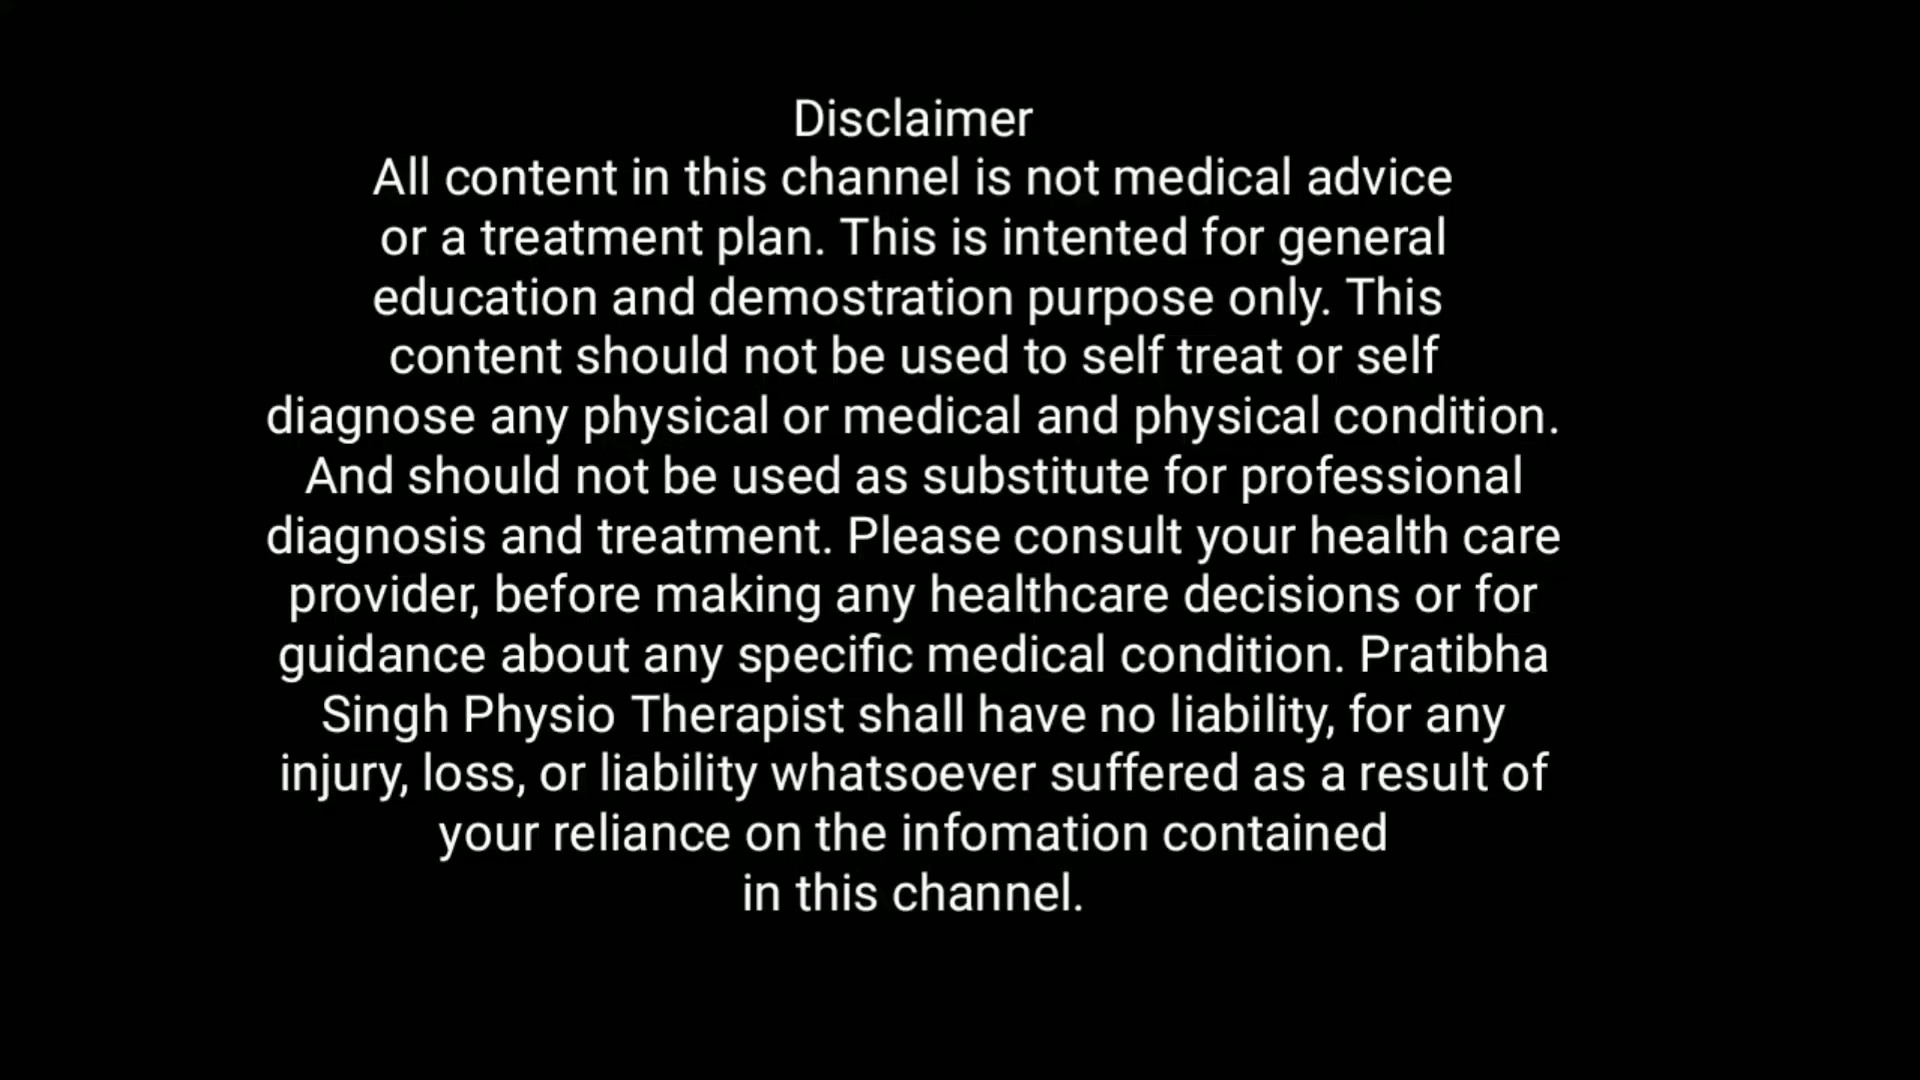 Disclaimer
All content in this channel is not medical advice
or a treatment plan. This is intented for general
education and demostration purpose only. This
content should not be used to self treat or self
diagnose any physical or medical and physical condition.
And should not be used as substitute for professional
diagnosis and treatment. Please consult your health care
provider, before making any healthcare decisions or for
guidance about any specific medical condition. Pratibha
Singh Physio Therapist shall have no liability, for any
injury, loss, or liability whatsoever suffered as a result of
your reliance on the infomation contained
in this channel.